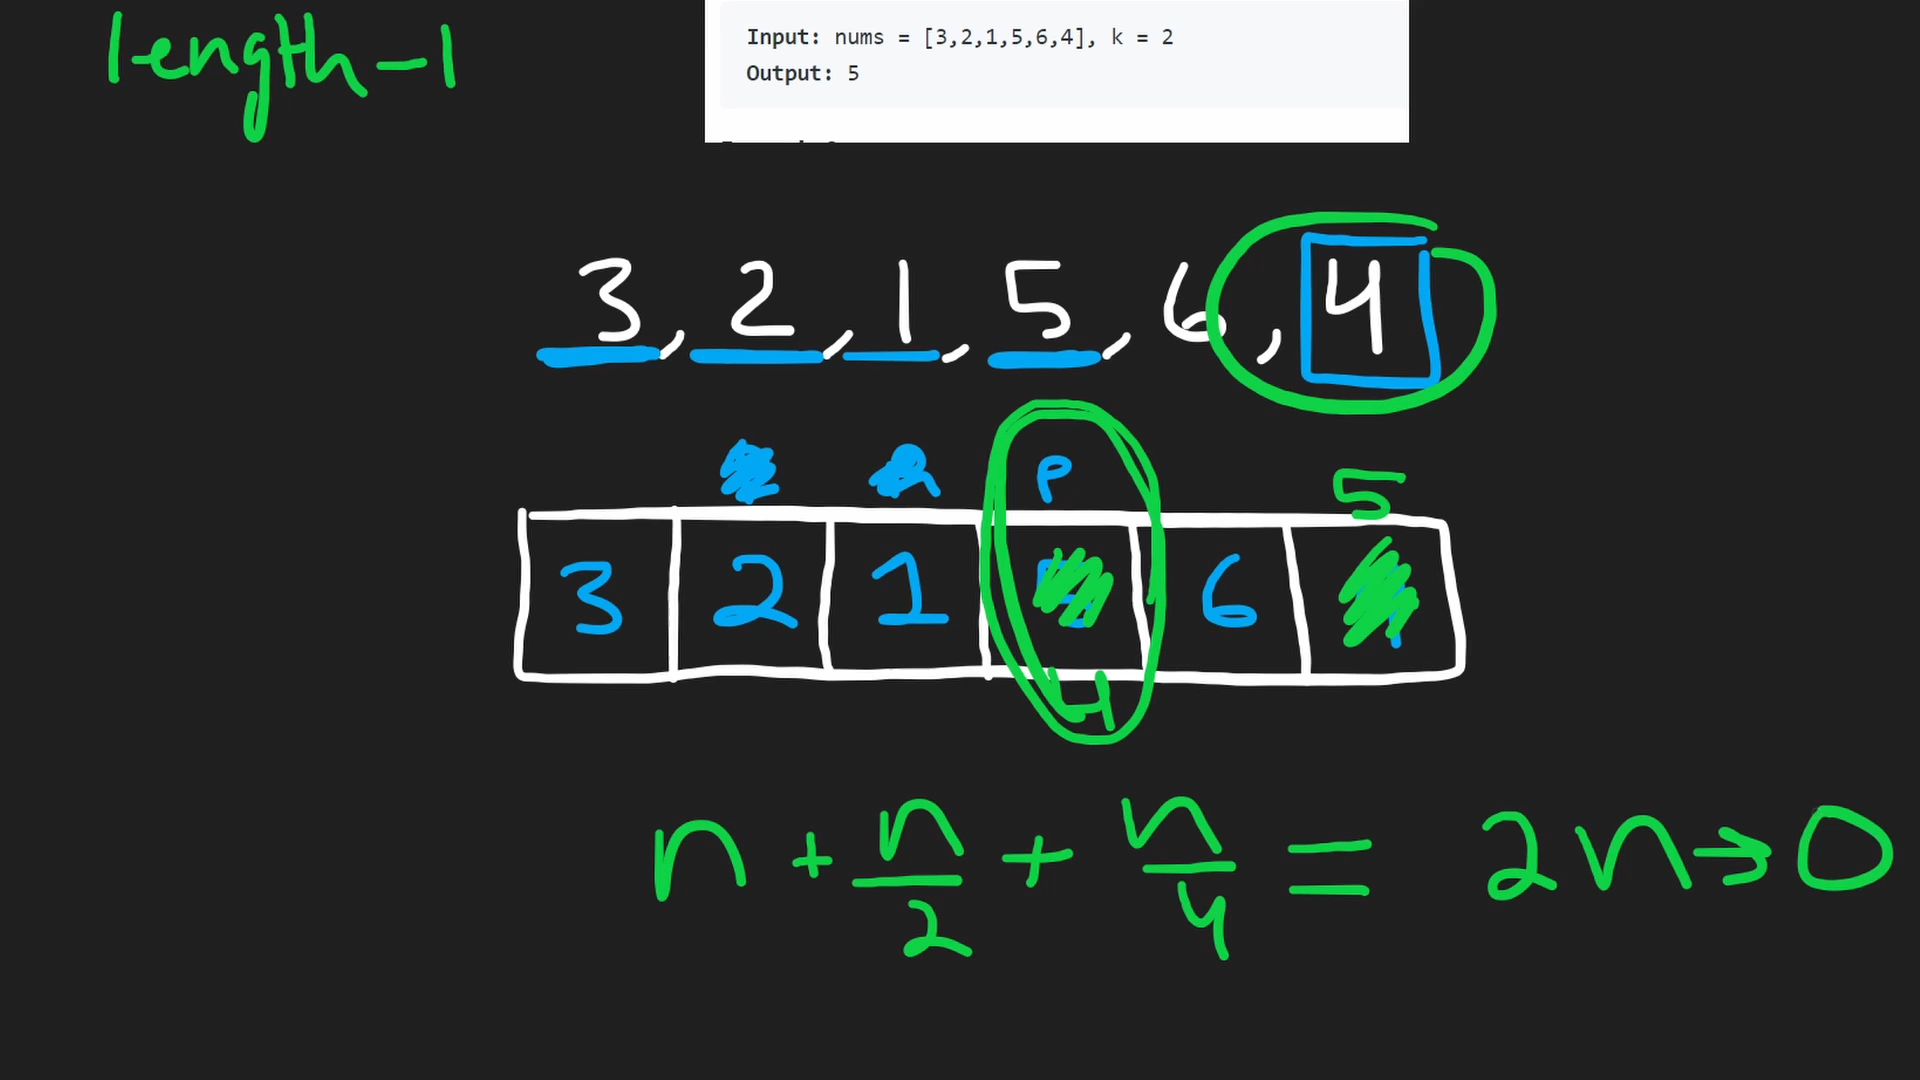 length-1
Input: nums = [3,2,1,5,6,4], k = 2
Output: 5
3, 2, 1, 5, 6, 4
P 5
3 2 1 6
4
n + n/2 + n/4 = 2n → O